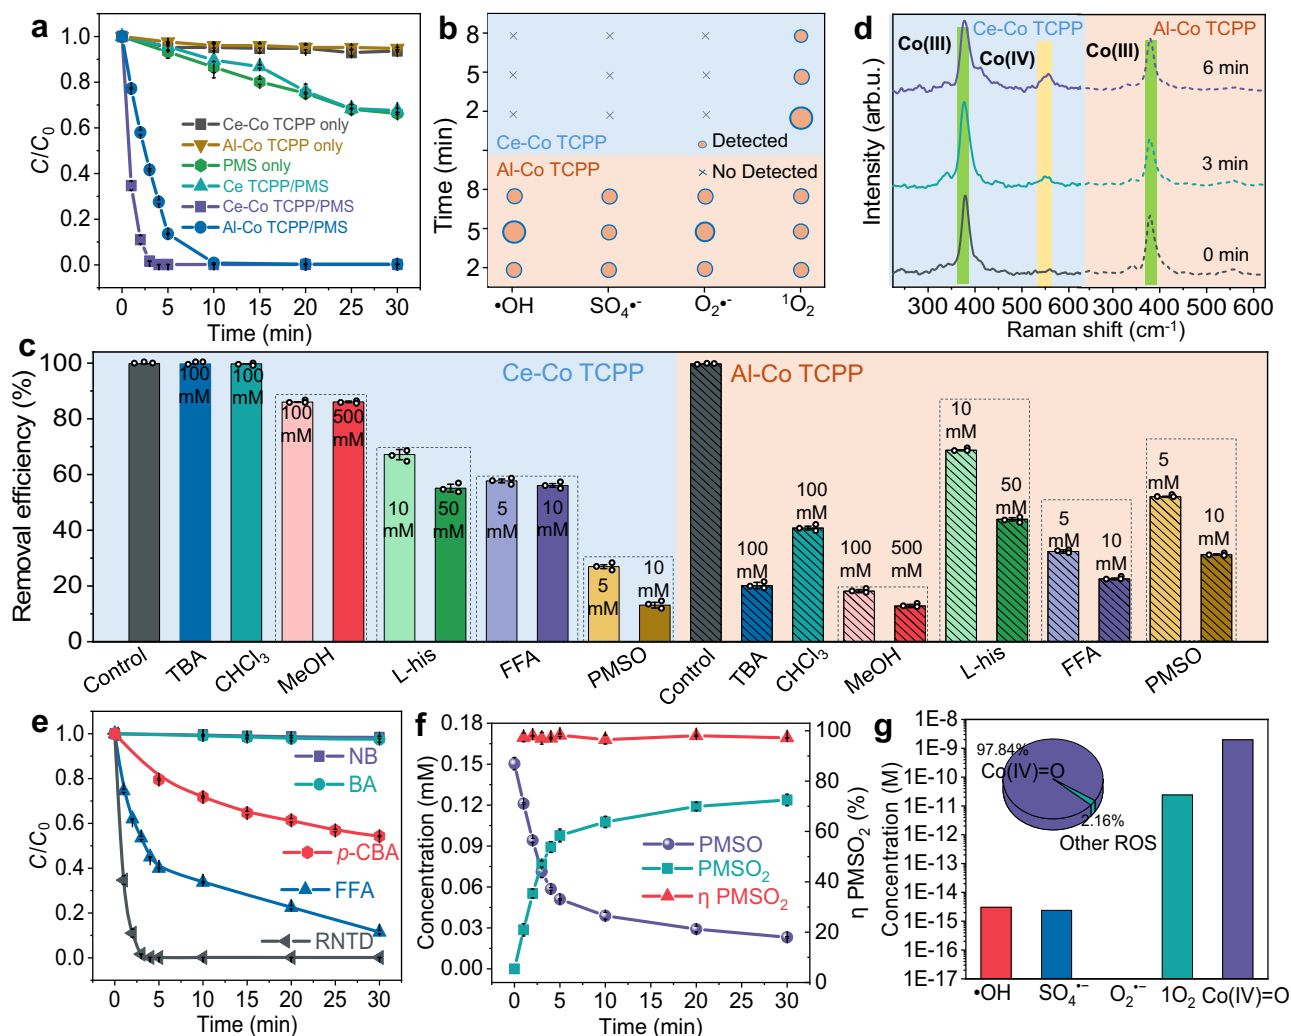 a
C/C0
1.0
0.8
0.6
0.4
0.2
0.0
Ce-Co TCPP only
Al-Co TCPP only
PMS only
Ce TCPP/PMS
Ce-Co TCPP/PMS
Al-Co TCPP/PMS
0 5 10 15 20 25 30
Time (min)
b
Time (min)
8
5
2
Ce-Co TCPP
Detected
Al-Co TCPP
No Detected
8
5
2
•OH SO₄•- O₂•- ¹O₂
d
Intensity (arb.u.)
Ce-Co TCPP
Al-Co TCPP
Co(III)
Co(IV)
Co(III)
6 min
3 min
0 min
300 400 500 600 300 400 500 600
Raman shift (cm⁻¹)
c
Removal efficiency (%)
100
80
60
40
20
0
Ce-Co TCPP
Al-Co TCPP
100 mM
100 mM
100 mM
500 mM
10 mM
50 mM
5 mM
10 mM
5 mM
10 mM
100 mM
100 mM
100 mM
500 mM
10 mM
50 mM
5 mM
10 mM
5 mM
10 mM
Control TBA CHCl₃ MeOH L-his FFA PMSO Control TBA CHCl₃ MeOH L-his FFA PMSO
e
C/C0
1.0
0.8
0.6
0.4
0.2
0.0
NB
BA
p-CBA
FFA
RNTD
0 5 10 15 20 25 30
Time (min)
f
Concentration (mM)
0.18
0.15
0.12
0.09
0.06
0.03
0.00
PMSO
PMSO₂
η PMSO₂
100
80
60
40
20
0
η PMSO₂ (%)
0 5 10 15 20 25 30
Time (min)
g
Concentration (M)
1E-8
1E-9
1E-10
1E-11
1E-12
1E-13
1E-14
1E-15
1E-16
1E-17
97.84%
Co(IV)=O
2.16%
Other ROS
•OH SO₄•− O₂•− 1O2 Co(IV)=O